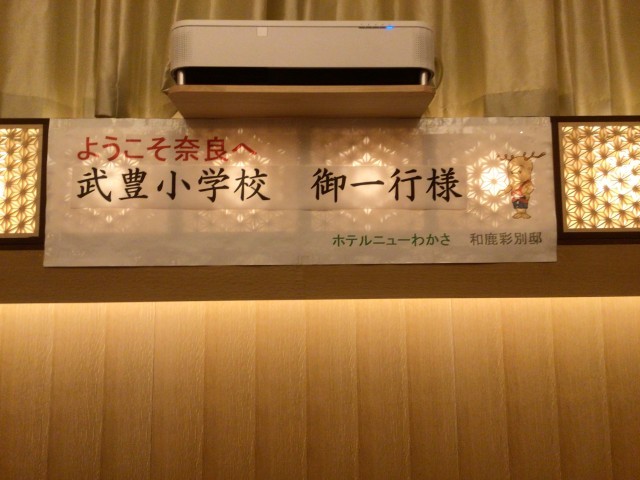 ようこそ奈良へ
武豊小学校　御一行様
ホテルニューわかさ　和鹿彩別邸